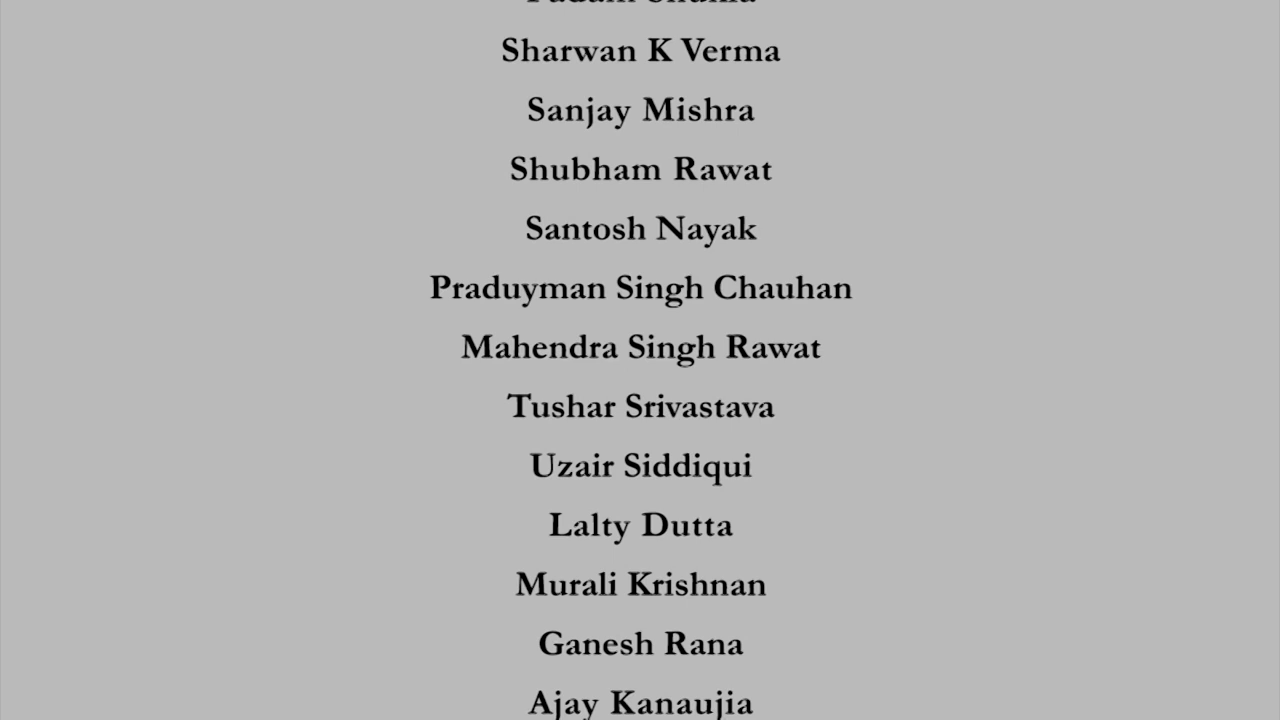 Sharwan K Verma
Sanjay Mishra
Shubham Rawat
Santosh Nayak
Praduyman Singh Chauhan
Mahendra Singh Rawat
Tushar Srivastava
Uzair Siddiqui
Lalty Dutta
Murali Krishnan
Ganesh Rana
Ajay Kanaujia